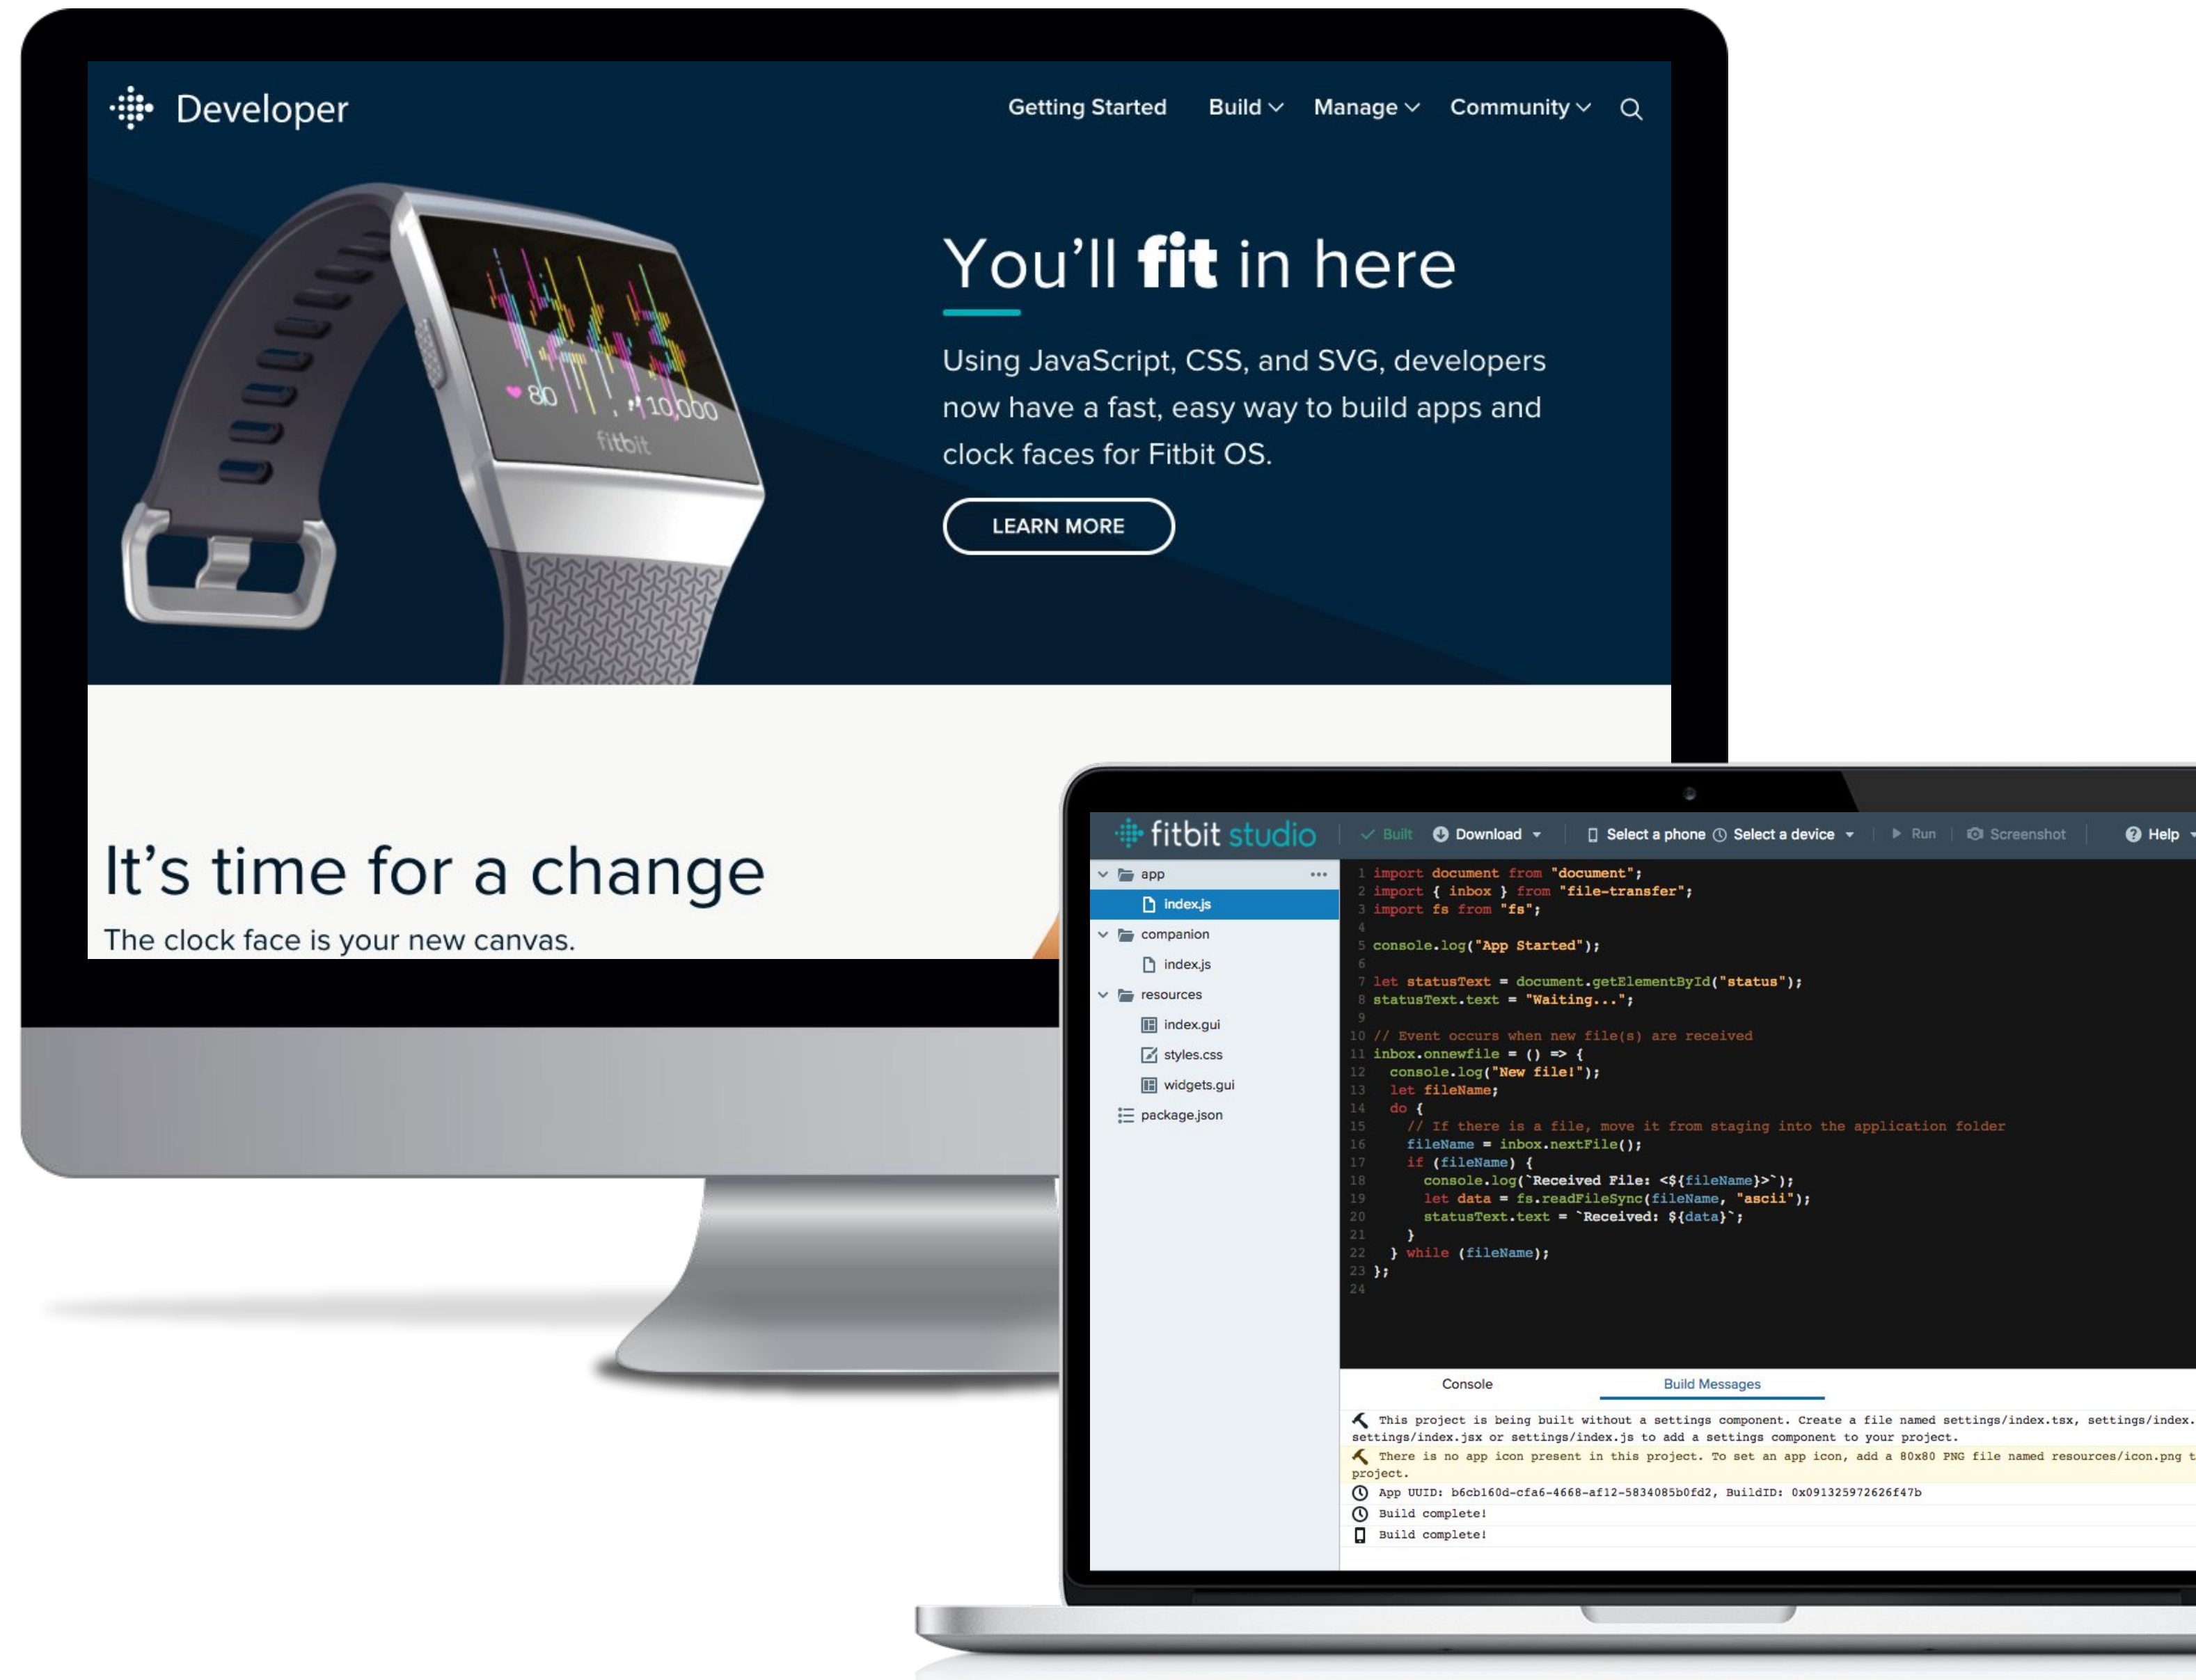 Developer
Getting Started Build Manage Community
You'll fit in here
Using JavaScript, CSS, and SVG, developers
now have a fast, easy way to build apps and
clock faces for Fitbit OS.
LEARN MORE
80 10,000
fitbit
It's time for a change
The clock face is your new canvas.
fitbit studio Built Download Select a phone Select a device Run Screenshot Help
app
index.js
companion
index.js
resources
index.gui
styles.css
widgets.gui
package.json
1 import document from "document";
2 import { inbox } from "file-transfer";
3 import fs from "fs";
4
5 console.log("App Started");
6
7 let statusText = document.getElementById("status");
8 statusText.text = "Waiting...";
9
10 // Event occurs when new file(s) are received
11 inbox.onnewfile = () => {
12   console.log("New file!");
13   let fileName;
14   do {
15     // If there is a file, move it from staging into the application folder
16     fileName = inbox.nextFile();
17     if (fileName) {
18       console.log(`Received File: <${fileName}>`);
19       let data = fs.readFileSync(fileName, "ascii");
20       statusText.text = `Received: ${data}`;
21     }
22   } while (fileName);
23 };
24
Console Build Messages
This project is being built without a settings component. Create a file named settings/index.tsx, settings/index.
settings/index.jsx or settings/index.js to add a settings component to your project.
There is no app icon present in this project. To set an app icon, add a 80x80 PNG file named resources/icon.png t
project.
App UUID: b6cb160d-cfa6-4668-af12-5834085b0fd2, BuildID: 0x091325972626f47b
Build complete!
Build complete!